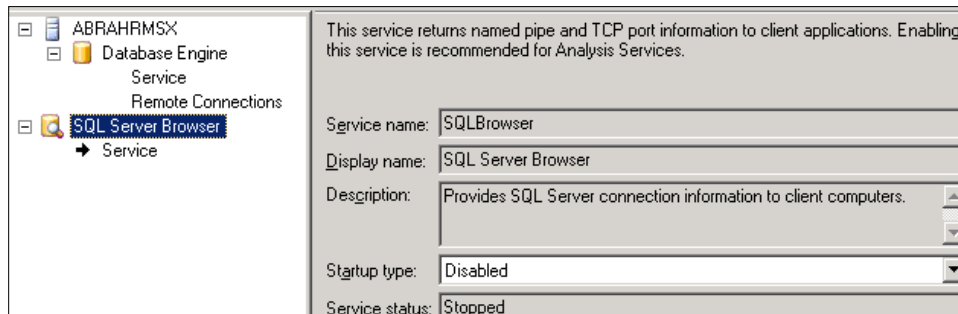 ABRAHRMSX
Database Engine
Service
Remote Connections
SQL Server Browser
Service
This service returns named pipe and TCP port information to client applications. Enabling
this service is recommended for Analysis Services.
Service name: SQLBrowser
Display name: SQL Server Browser
Description: Provides SQL Server connection information to client computers.
Startup type: Disabled
Service status: Stopped